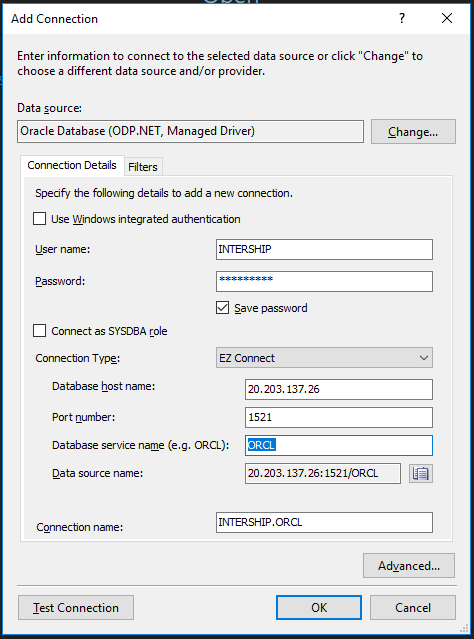 Add Connection
?
Enter information to connect to the selected data source or click "Change" to
choose a different data source and/or provider.
Data source:
Oracle Database (ODP.NET, Managed Driver)
Change...
Connection Details
Filters
Specify the following details to add a new connection.
Use Windows integrated authentication
User name:
INTERSHIP
Password:
*********
Save password
Connect as SYSDBA role
Connection Type:
EZ Connect
Database host name:
20.203.137.26
Port number:
1521
Database service name (e.g. ORCL):
ORCL
Data source name:
20.203.137.26:1521/ORCL
Connection name:
INTERSHIP.ORCL
Advanced...
Test Connection
OK
Cancel